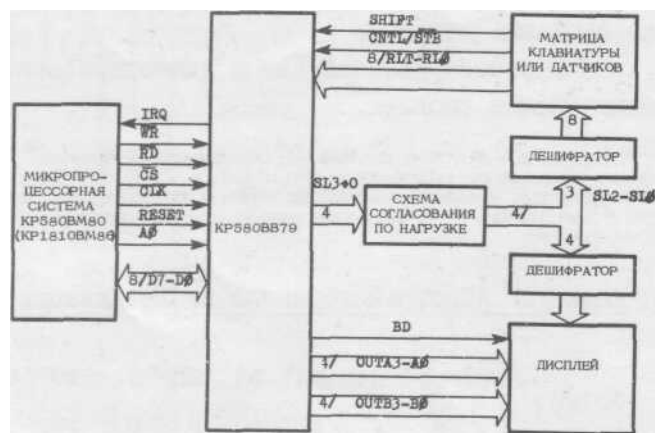 SHIFT
CNTL/STB
8/RLT-RLØ
МАТРИЦА
КЛАВИАТУРЫ
ИЛИ ДАТЧИКОВ
8
ДЕШИФРАТОР
3
SL2-SLØ
4
ДЕШИФРАТОР
ДИСПЛЕЙ
МИКРОПРО-
ЦЕССОРНАЯ
СИСТЕМА
КР580ВМ80
(КР1810ВМ86)
IRQ
WR
RD
CS
CLK
RESET
AØ
8/D7-DØ
КР580ВВ79
SL3÷0
4
СХЕМА
СОГЛАСОВАНИЯ
ПО НАГРУЗКЕ
4/
BD
4/ OUTA3-AØ
4/ OUTB3-BØ